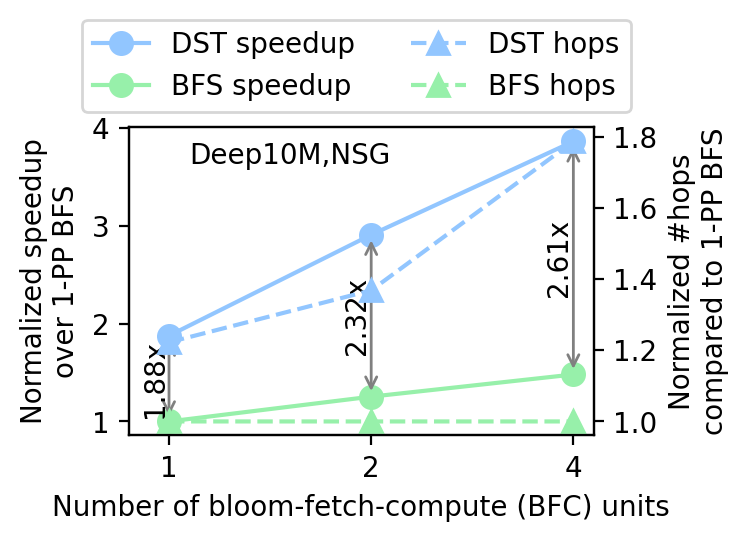 DST speedup
DST hops
BFS speedup
BFS hops
Deep10M,NSG
4
3
2
1
Normalized speedup
over 1-PP BFS
1.88x
2.32x
2.61x
1.8
1.6
1.4
1.2
1.0
Normalized #hops
compared to 1-PP BFS
1
2
4
Number of bloom-fetch-compute (BFC) units